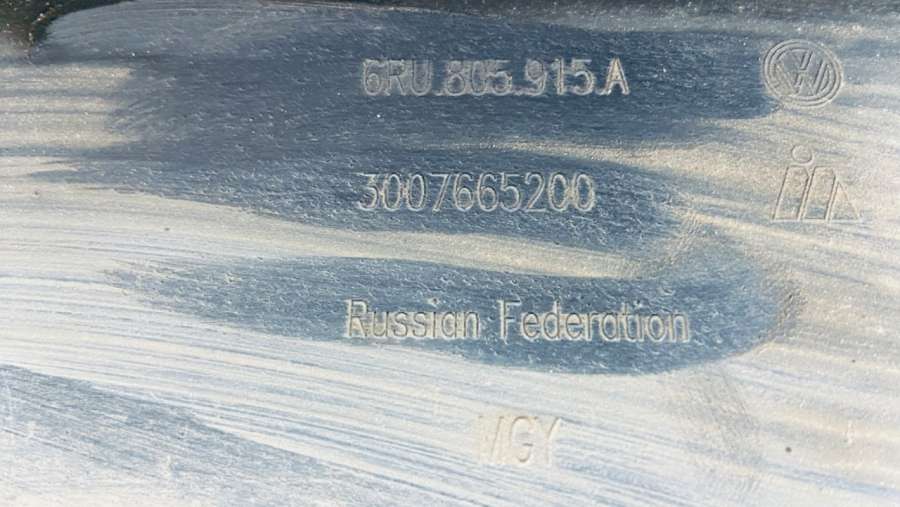 6RU.805.915.A
3007665200
Russian Federation
MGY